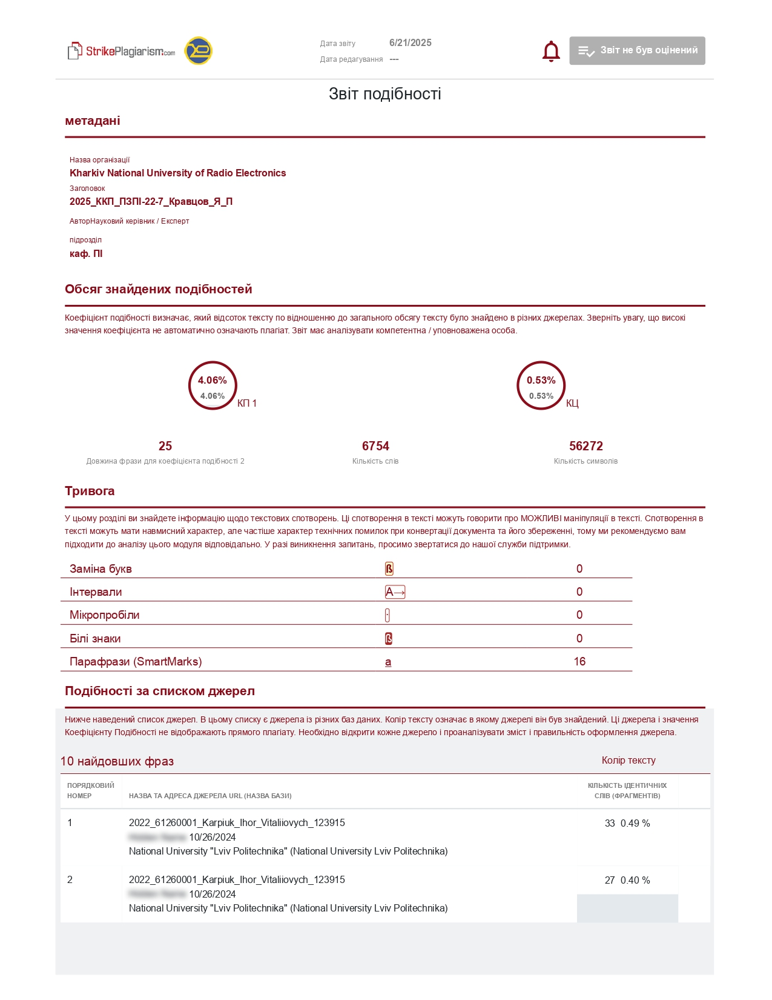 StrikePlagiarism.com
Дата звіту 6/21/2025
Дата редагування ---
Звіт не був оцінений
Звіт подібності
метадані
Назва організації
Kharkiv National University of Radio Electronics
Заголовок
2025_ККП_ПЗПІ-22-7_Кравцов_Я_П
АвторНауковий керівник / Експерт
підрозділ
каф. ПІ
Обсяг знайдених подібностей
Коефіцієнт подібності визначає, який відсоток тексту по відношенню до загального обсягу тексту було знайдено в різних джерелах. Зверніть увагу, що високі
значення коефіцієнта не автоматично означають плагіат. Звіт має аналізувати компетентна / уповноважена особа.
4.06%
4.06%
КП 1
0.53%
0.53%
КЦ
25
Довжина фрази для коефіцієнта подібності 2
6754
Кількість слів
56272
Кількість символів
Тривога
У цьому розділі ви знайдете інформацію щодо текстових спотворень. Ці спотворення в тексті можуть говорити про МОЖЛИВІ маніпуляції в тексті. Спотворення в
тексті можуть мати навмисний характер, але частіше характер технічних помилок при конвертації документа та його збереженні, тому ми рекомендуємо вам
підходити до аналізу цього модуля відповідально. У разі виникнення запитань, просимо звертатися до нашої служби підтримки.
Заміна букв ß 0
Інтервали A→ 0
Мікропробіли · 0
Білі знаки ß 0
Парафрази (SmartMarks) a 16
Подібності за списком джерел
Нижче наведений список джерел. В цьому списку є джерела із різних баз даних. Колір тексту означає в якому джерелі він був знайдений. Ці джерела і значення
Коефіцієнту Подібності не відображають прямого плагіату. Необхідно відкрити кожне джерело і проаналізувати зміст і правильність оформлення джерела.
10 найдовших фраз Колір тексту
ПОРЯДКОВИЙ
НОМЕР
НАЗВА ТА АДРЕСА ДЖЕРЕЛА URL (НАЗВА БАЗИ)
КІЛЬКІСТЬ ІДЕНТИЧНИХ
СЛІВ (ФРАГМЕНТІВ)
1 2022_61260001_Karpiuk_Ihor_Vitaliiovych_123915 33 0.49 %
10/26/2024
National University "Lviv Politechnika" (National University Lviv Politechnika)
2 2022_61260001_Karpiuk_Ihor_Vitaliiovych_123915 27 0.40 %
10/26/2024
National University "Lviv Politechnika" (National University Lviv Politechnika)